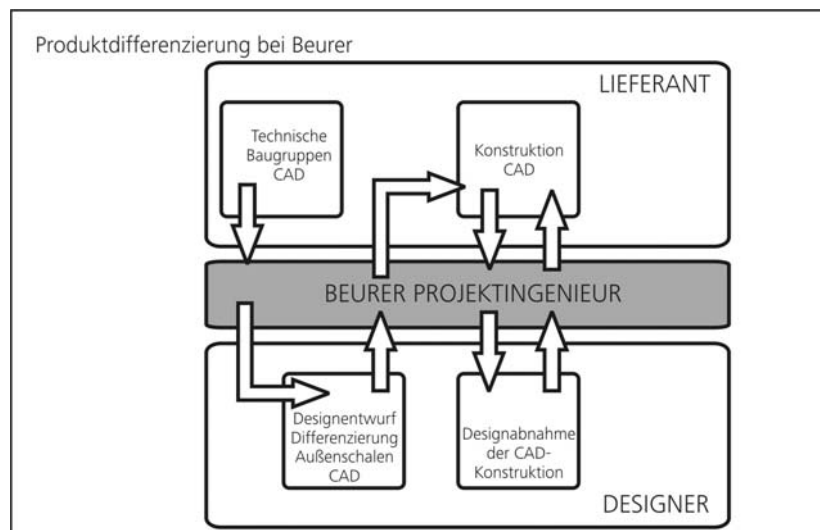 Produktdifferenzierung bei Beurer
LIEFERANT
Technische
Baugruppen
CAD
Konstruktion
CAD
BEURER PROJEKTINGENIEUR
Designentwurf
Differenzierung
Außenschalen
CAD
Designabnahme
der CAD-
Konstruktion
DESIGNER